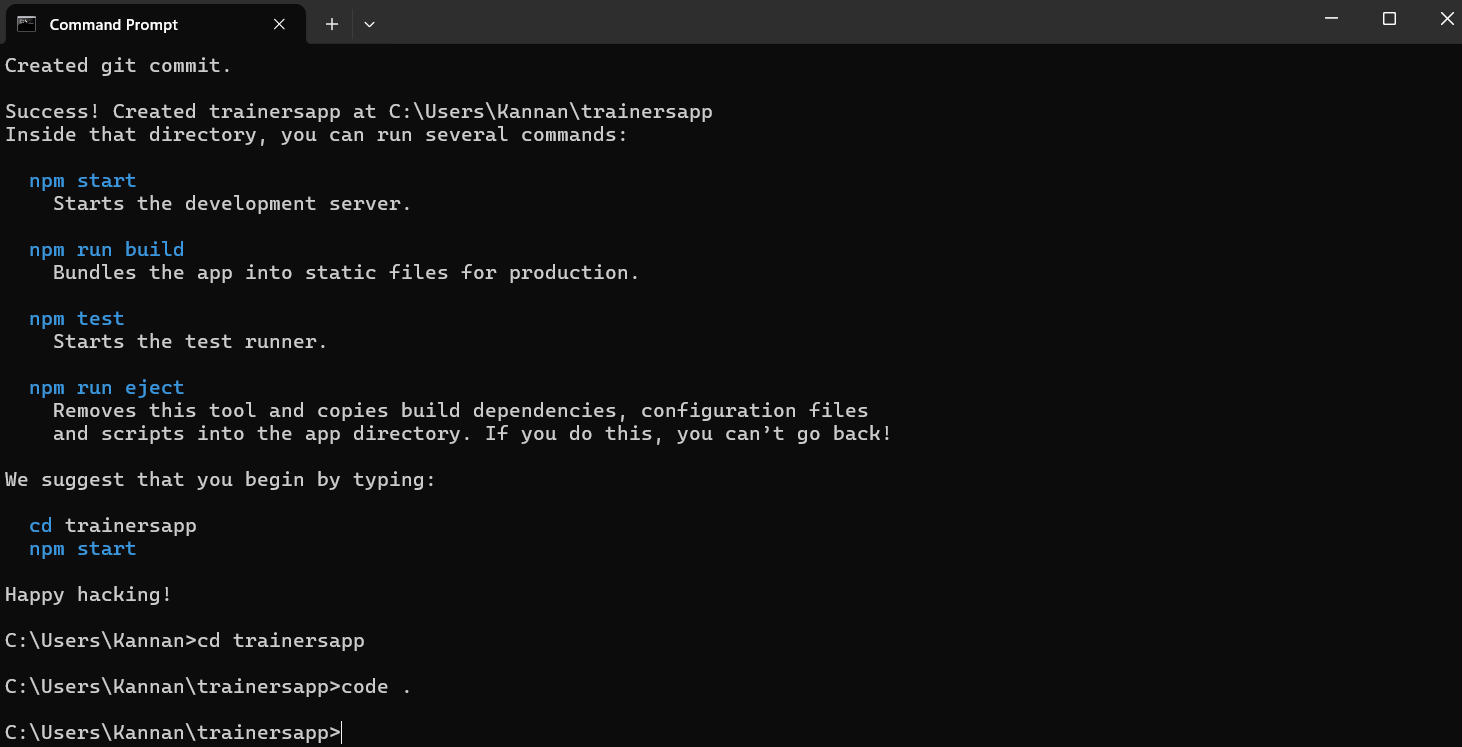 Command Prompt
Created git commit.
Success! Created trainersapp at C:\Users\Kannan\trainersapp
Inside that directory, you can run several commands:
npm start
Starts the development server.
npm run build
Bundles the app into static files for production.
npm test
Starts the test runner.
npm run eject
Removes this tool and copies build dependencies, configuration files
and scripts into the app directory. If you do this, you can’t go back!
We suggest that you begin by typing:
cd trainersapp
npm start
Happy hacking!
C:\Users\Kannan>cd trainersapp
C:\Users\Kannan\trainersapp>code .
C:\Users\Kannan\trainersapp>